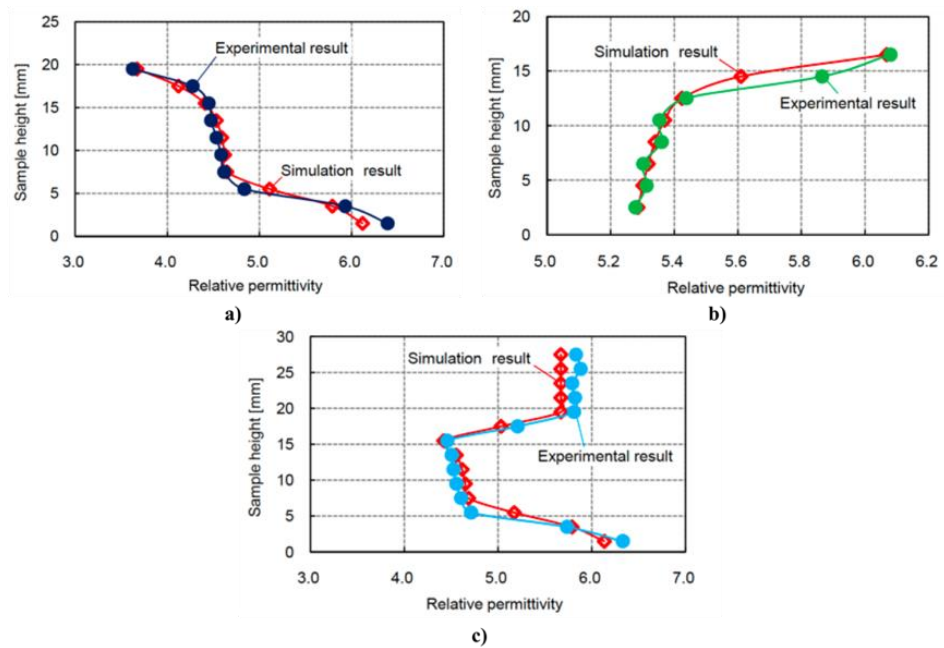 25
20
15
10
5
0
Sample height [mm]
Experimental result
Simulation result
3.0 4.0 5.0 6.0 7.0
Relative permittivity
a)
20
15
10
5
0
Sample height [mm]
Simulation result
Experimental result
5.0 5.2 5.4 5.6 5.8 6.0 6.2
Relative permittivity
b)
30
25
20
15
10
5
0
Sample height [mm]
Simulation result
Experimental result
3.0 4.0 5.0 6.0 7.0
Relative permittivity
c)